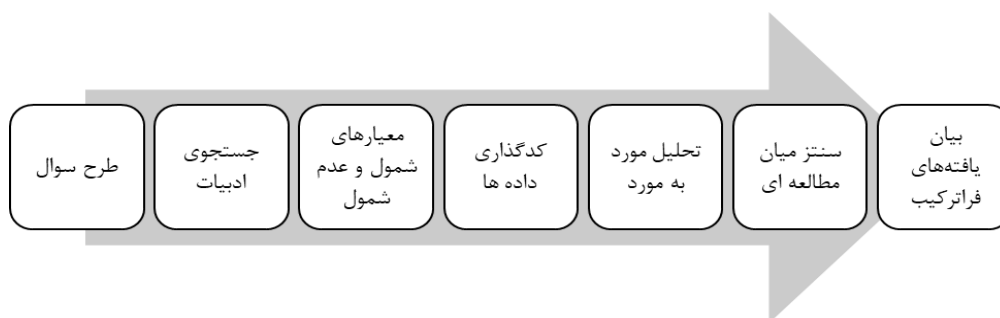 طرح سوال
جستجوی
ادبیات
معیارهای
شمول و عدم
شمول
کدگذاری
داده ها
تحلیل مورد
به مورد
سنتز میان
مطالعه ای
بیان
یافته‌های
فراترکیب